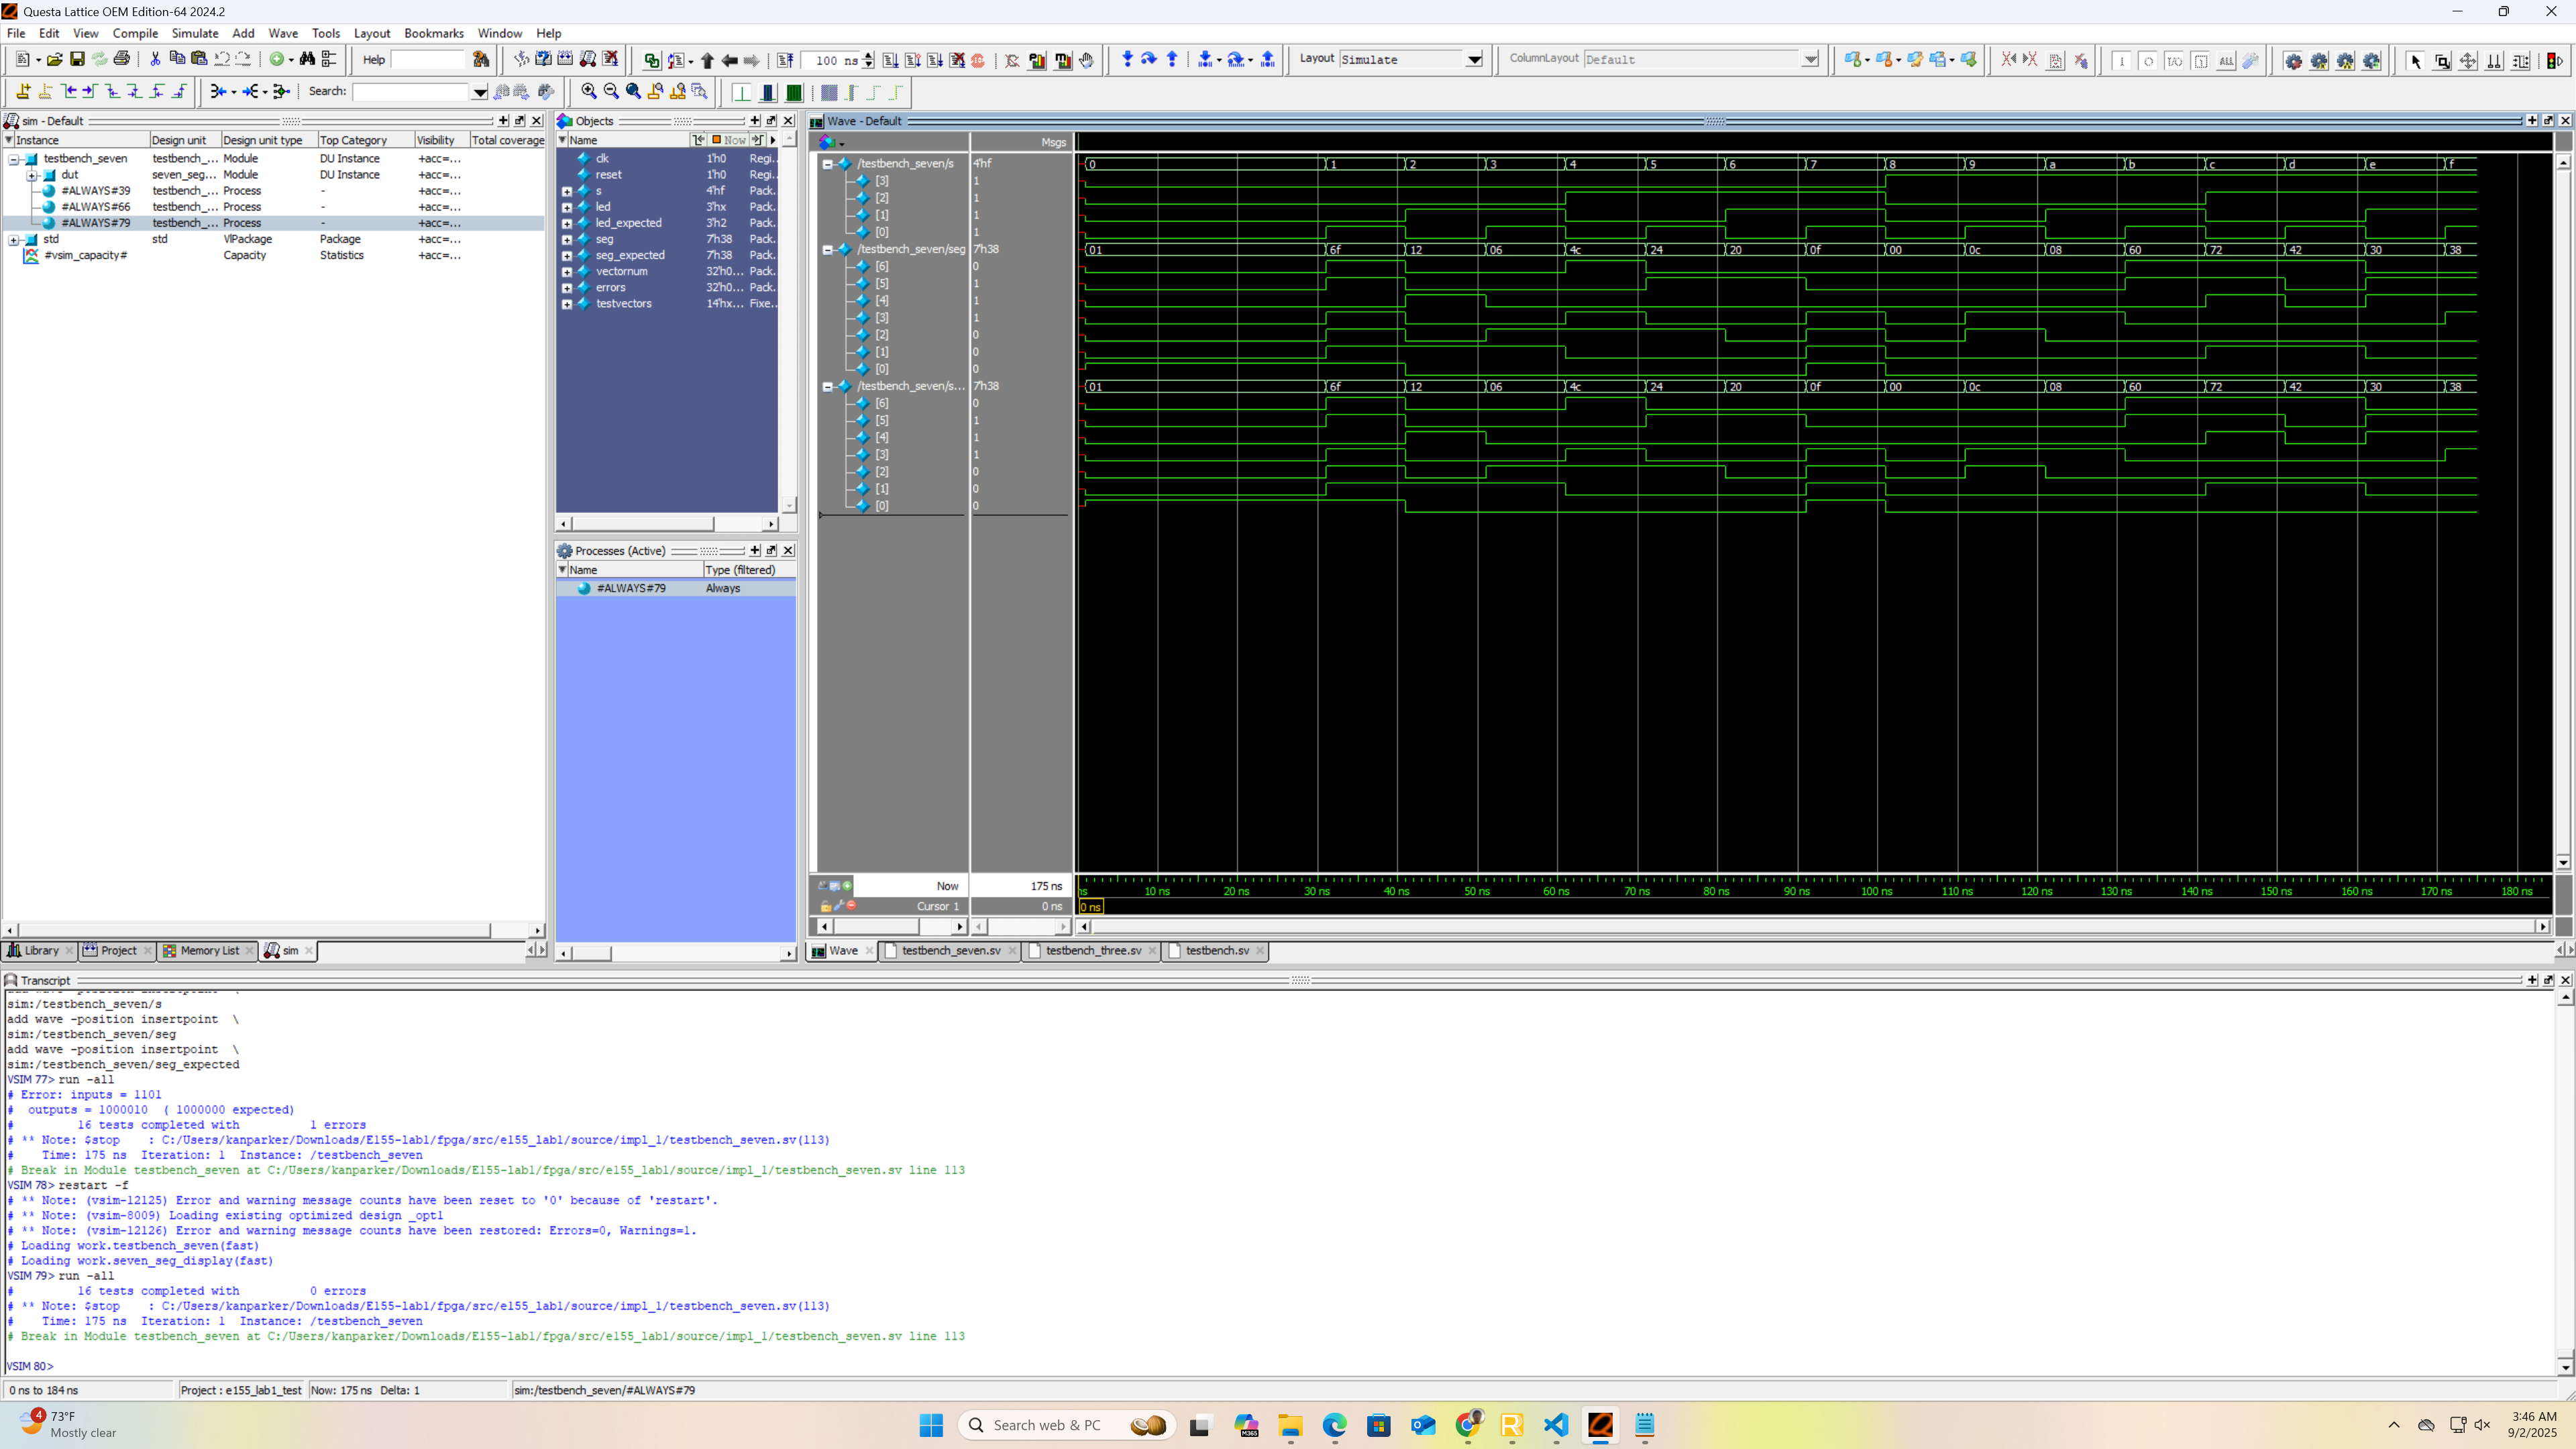 Questa Lattice OEM Edition-64 2024.2
File Edit View Compile Simulate Add Wave Tools Layout Bookmarks Window Help
Help 100 ns Layout Simulate ColumnLayout Default
Search:
sim - Default
Instance Design unit Design unit type Top Category Visibility Total coverage
testbench_seven testbench_... Module DU Instance +acc=...
dut seven_seg... Module DU Instance +acc=...
#ALWAYS#39 testbench_... Process - +acc=...
#ALWAYS#66 testbench_... Process - +acc=...
#ALWAYS#79 testbench_... Process - +acc=...
std std VlPackage Package +acc=...
#vsim_capacity# Capacity Statistics +acc=...
Library Project Memory List sim
Objects
Name Now
clk 1'h0 Regi...
reset 1'h0 Regi...
s 4'hf Pack...
led 3'hx Pack...
led_expected 3'h2 Pack...
seg 7'h38 Pack...
seg_expected 7'h38 Pack...
vectornum 32'h0... Pack...
errors 32'h0... Pack...
testvectors 14'hx... Fixe...
Processes (Active)
Name Type (filtered)
#ALWAYS#79 Always
Wave - Default
Msgs
/testbench_seven/s 4'hf 0 1 2 3 4 5 6 7 8 9 a b c d e f
[3] 1
[2] 1
[1] 1
[0] 1
/testbench_seven/seg 7'h38 01 6f 12 06 4c 24 20 0f 00 0c 08 60 72 42 30 38
[6] 0
[5] 1
[4] 1
[3] 1
[2] 0
[1] 0
[0] 0
/testbench_seven/s... 7'h38 01 6f 12 06 4c 24 20 0f 00 0c 08 60 72 42 30 38
[6] 0
[5] 1
[4] 1
[3] 1
[2] 0
[1] 0
[0] 0
Now 175 ns ns 10 ns 20 ns 30 ns 40 ns 50 ns 60 ns 70 ns 80 ns 90 ns 100 ns 110 ns 120 ns 130 ns 140 ns 150 ns 160 ns 170 ns 180 ns
Cursor 1 0 ns 0 ns
Wave testbench_seven.sv testbench_three.sv testbench.sv
Transcript
sim:/testbench_seven/s
add wave -position insertpoint \
sim:/testbench_seven/seg
add wave -position insertpoint \
sim:/testbench_seven/seg_expected
VSIM 77> run -all
# Error: inputs = 1101
# outputs = 1000010 ( 1000000 expected)
# 16 tests completed with 1 errors
# ** Note: $stop : C:/Users/kanparker/Downloads/E155-lab1/fpga/src/e155_lab1/source/impl_1/testbench_seven.sv(113)
# Time: 175 ns Iteration: 1 Instance: /testbench_seven
# Break in Module testbench_seven at C:/Users/kanparker/Downloads/E155-lab1/fpga/src/e155_lab1/source/impl_1/testbench_seven.sv line 113
VSIM 78> restart -f
# ** Note: (vsim-12125) Error and warning message counts have been reset to '0' because of 'restart'.
# ** Note: (vsim-8009) Loading existing optimized design _opt1
# ** Note: (vsim-12126) Error and warning message counts have been restored: Errors=0, Warnings=1.
# Loading work.testbench_seven(fast)
# Loading work.seven_seg_display(fast)
VSIM 79> run -all
# 16 tests completed with 0 errors
# ** Note: $stop : C:/Users/kanparker/Downloads/E155-lab1/fpga/src/e155_lab1/source/impl_1/testbench_seven.sv(113)
# Time: 175 ns Iteration: 1 Instance: /testbench_seven
# Break in Module testbench_seven at C:/Users/kanparker/Downloads/E155-lab1/fpga/src/e155_lab1/source/impl_1/testbench_seven.sv line 113
VSIM 80>
0 ns to 184 ns Project : e155_lab1_test Now: 175 ns Delta: 1 sim:/testbench_seven/#ALWAYS#79
4 73°F
Mostly clear
Search web & PC
M365
3:46 AM
9/2/2025